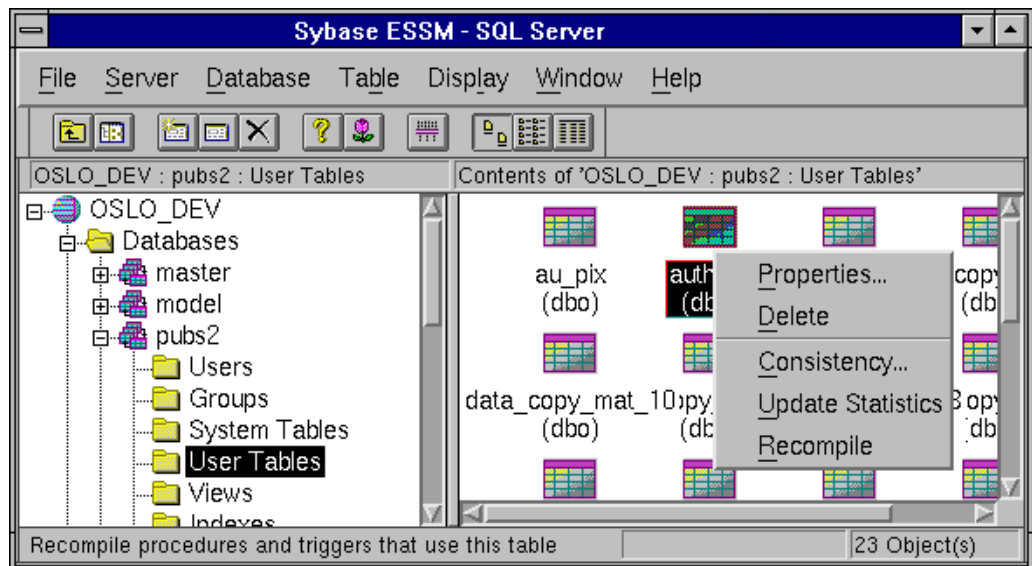 Sybase ESSM - SQL Server
File Server Database Table Display Window Help
OSLO_DEV : pubs2 : User Tables
Contents of 'OSLO_DEV : pubs2 : User Tables'
OSLO_DEV
Databases
master
model
pubs2
Users
Groups
System Tables
User Tables
Views
Indexes
au_pix
(dbo)
data_copy_mat_10
(dbo)
Properties...
Delete
Consistency...
Update Statistics
Recompile
Recompile procedures and triggers that use this table
23 Object(s)